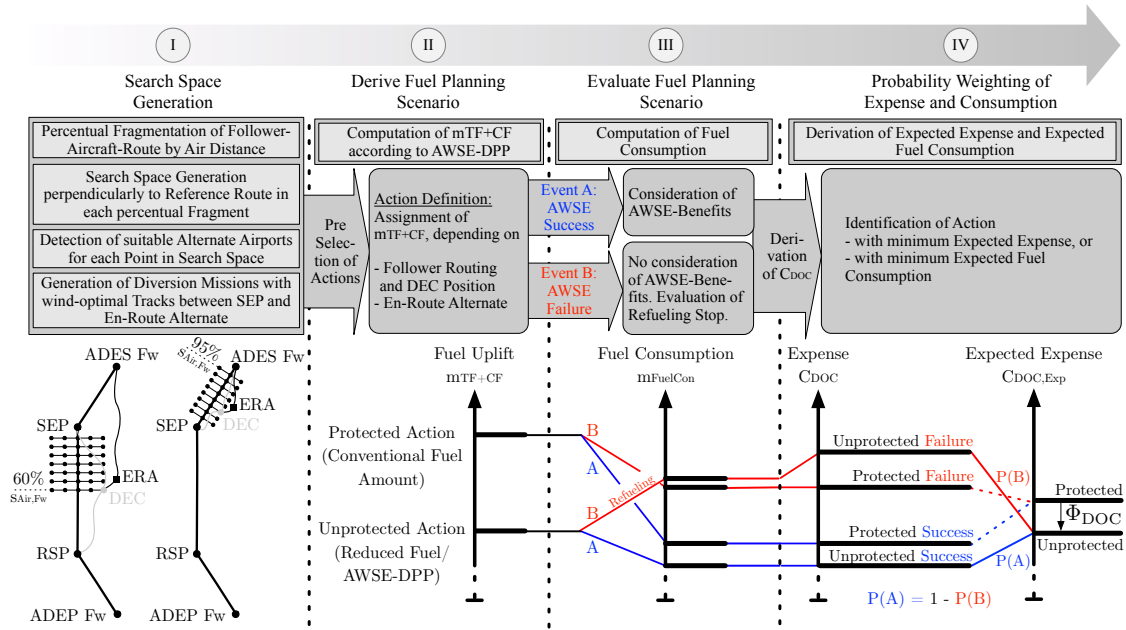 I
II
III
IV
Search Space
Generation
Derive Fuel Planning
Scenario
Evaluate Fuel Planning
Scenario
Probability Weighting of
Expense and Consumption
Percentual Fragmentation of Follower-
Aircraft-Route by Air Distance
Search Space Generation
perpendicularly to Reference Route in
each percentual Fragment
Detection of suitable Alternate Airports
for each Point in Search Space
Generation of Diversion Missions with
wind-optimal Tracks between SEP and
En-Route Alternate
Pre
Selec-
tion of
Actions
Computation of mTF+CF
according to AWSE-DPP
Action Definition:
Assignment of
mTF+CF, depending on
- Follower Routing
and DEC Position
- En-Route Alternate
Event A:
AWSE
Success
Event B:
AWSE
Failure
Computation of Fuel
Consumption
Consideration of
AWSE-Benefits
No consideration
of AWSE-Bene-
fits. Evaluation of
Refueling Stop.
Deri-
vation
of CDOC
Derivation of Expected Expense and Expected
Fuel Consumption
Identification of Action
- with minimum Expected Expense, or
- with minimum Expected Fuel
Consumption
ADES Fw
SEP
60%
SAir,Fw
ERA
DEC
RSP
ADEP Fw
95%
SAir,Fw
ADES Fw
ERA
DEC
SEP
RSP
ADEP Fw
Fuel Uplift
mTF+CF
Protected Action
(Conventional Fuel
Amount)
Unprotected Action
(Reduced Fuel/
AWSE-DPP)
B
A
Refueling
B
A
Fuel Consumption
mFuelCon
Expense
CDOC
Unprotected Failure
Protected Failure
Protected Success
Unprotected Success
P(B)
P(A)
P(A) = 1 - P(B)
Expected Expense
CDOC,Exp
Protected
ΦDOC
Unprotected